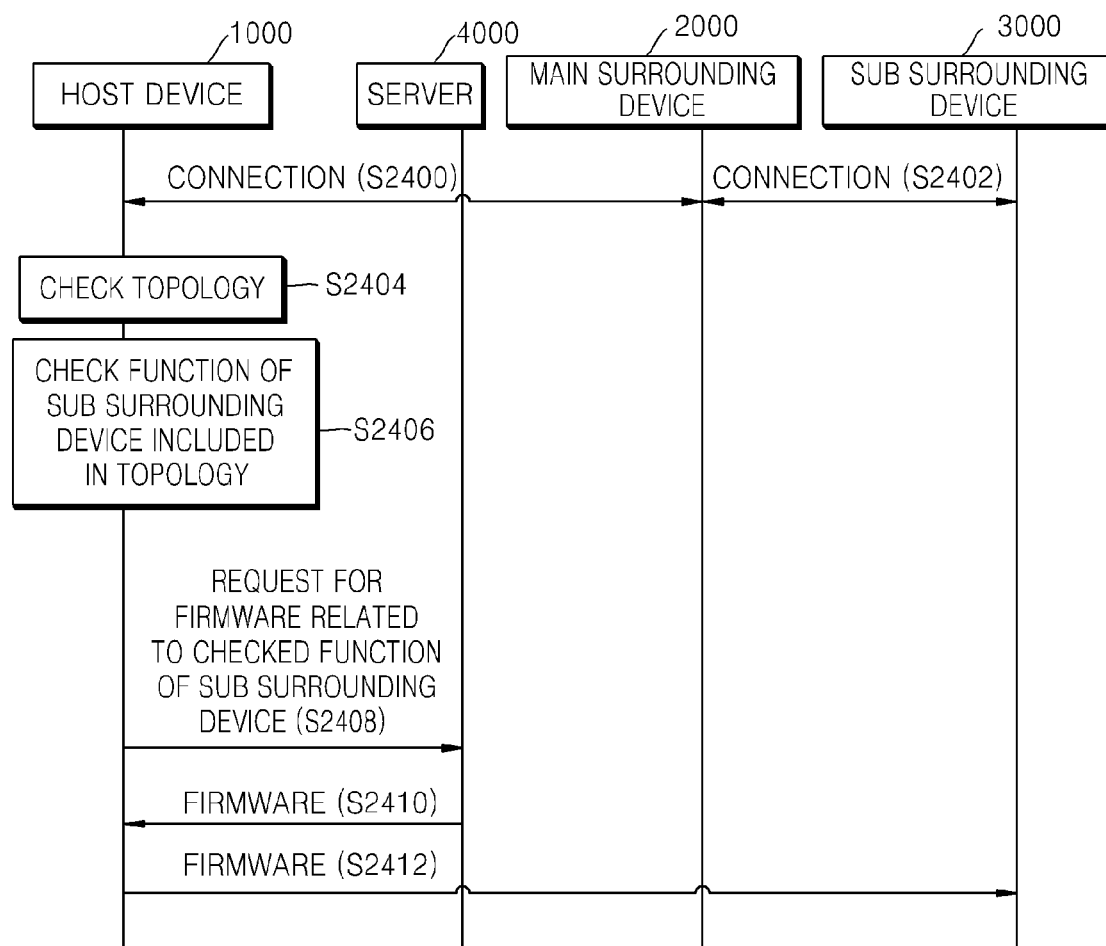 1000
4000
2000
3000
HOST DEVICE
SERVER
MAIN SURROUNDING
DEVICE
SUB SURROUNDING
DEVICE
CONNECTION (S2400)
CONNECTION (S2402)
CHECK TOPOLOGY
S2404
CHECK FUNCTION OF
SUB SURROUNDING
DEVICE INCLUDED
IN TOPOLOGY
S2406
REQUEST FOR
FIRMWARE RELATED
TO CHECKED FUNCTION
OF SUB SURROUNDING
DEVICE (S2408)
FIRMWARE (S2410)
FIRMWARE (S2412)